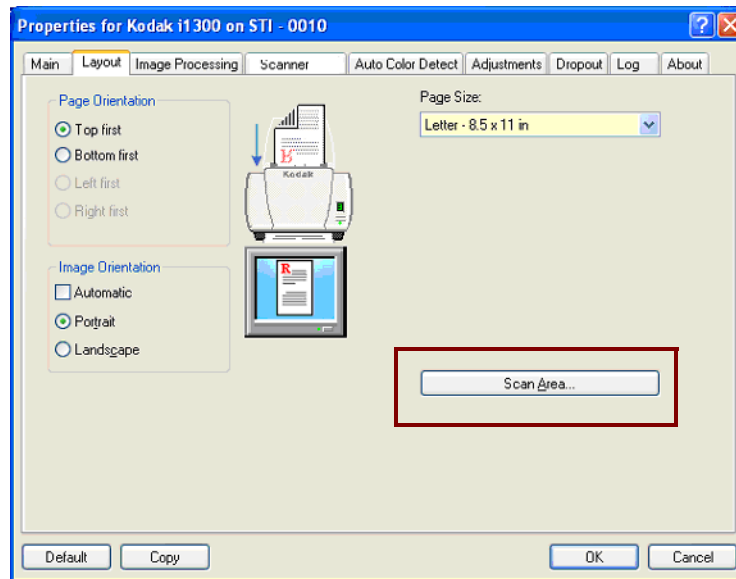 Properties for Kodak i1300 on STI - 0010
Main Layout Image Processing Scanner Auto Color Detect Adjustments Dropout Log About
Page Orientation
Top first
Bottom first
Left first
Right first
Kodak
R
Page Size:
Letter - 8.5 x 11 in
Image Orientation
Automatic
Portrait
Landscape
R
Scan Area...
Default Copy OK Cancel